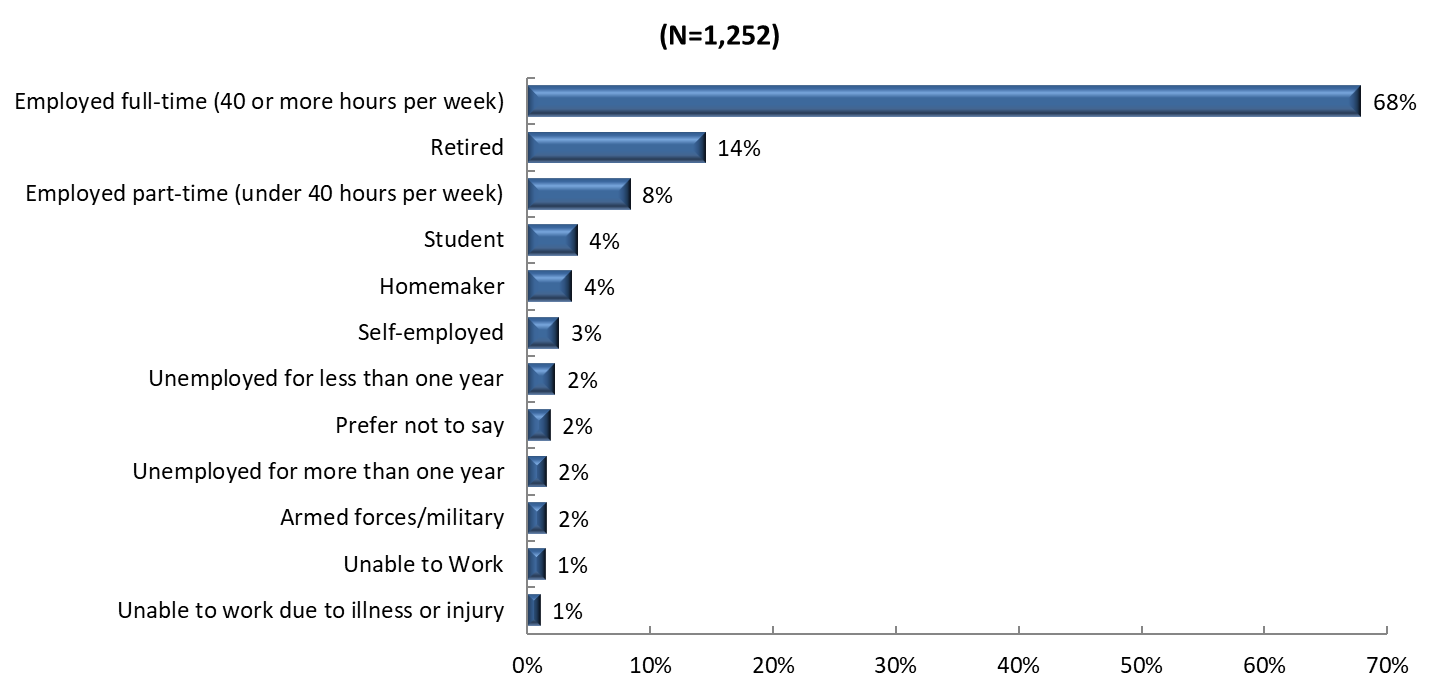 (N=1,252)
Employed full-time (40 or more hours per week) 68%
Retired 14%
Employed part-time (under 40 hours per week) 8%
Student 4%
Homemaker 4%
Self-employed 3%
Unemployed for less than one year 2%
Prefer not to say 2%
Unemployed for more than one year 2%
Armed forces/military 2%
Unable to Work 1%
Unable to work due to illness or injury 1%
0% 10% 20% 30% 40% 50% 60% 70%